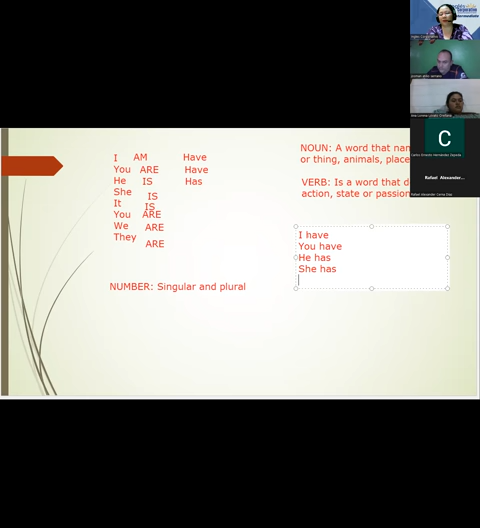 I AM Have
You ARE Have
He IS Has
She IS
It IS
You ARE
We ARE
They ARE
NUMBER: Singular and plural
NOUN: A word that nam
or thing, animals, place
VERB: Is a word that d
action, state or passion
I have
You have
He has
She has
C
Rafael Alexander...